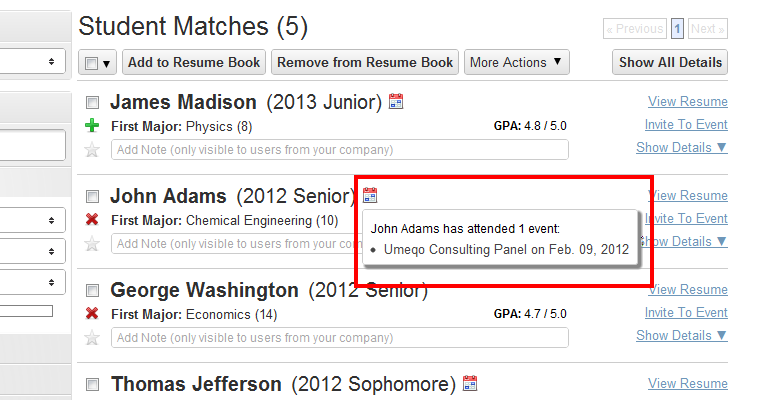 Student Matches (5)
« Previous 1 Next »
Add to Resume Book Remove from Resume Book More Actions ▼ Show All Details
James Madison (2013 Junior) View Resume
First Major: Physics (8) GPA: 4.8 / 5.0 Invite To Event
Add Note (only visible to users from your company) Show Details ▼
John Adams (2012 Senior) View Resume
First Major: Chemical Engineering (10) Invite To Event
Add Note (only visible to users from your company) Show Details ▼
John Adams has attended 1 event:
• Umeqo Consulting Panel on Feb. 09, 2012
George Washington (2012 Senior) View Resume
First Major: Economics (14) GPA: 4.7 / 5.0 Invite To Event
Add Note (only visible to users from your company) Show Details ▼
Thomas Jefferson (2012 Sophomore) View Resume